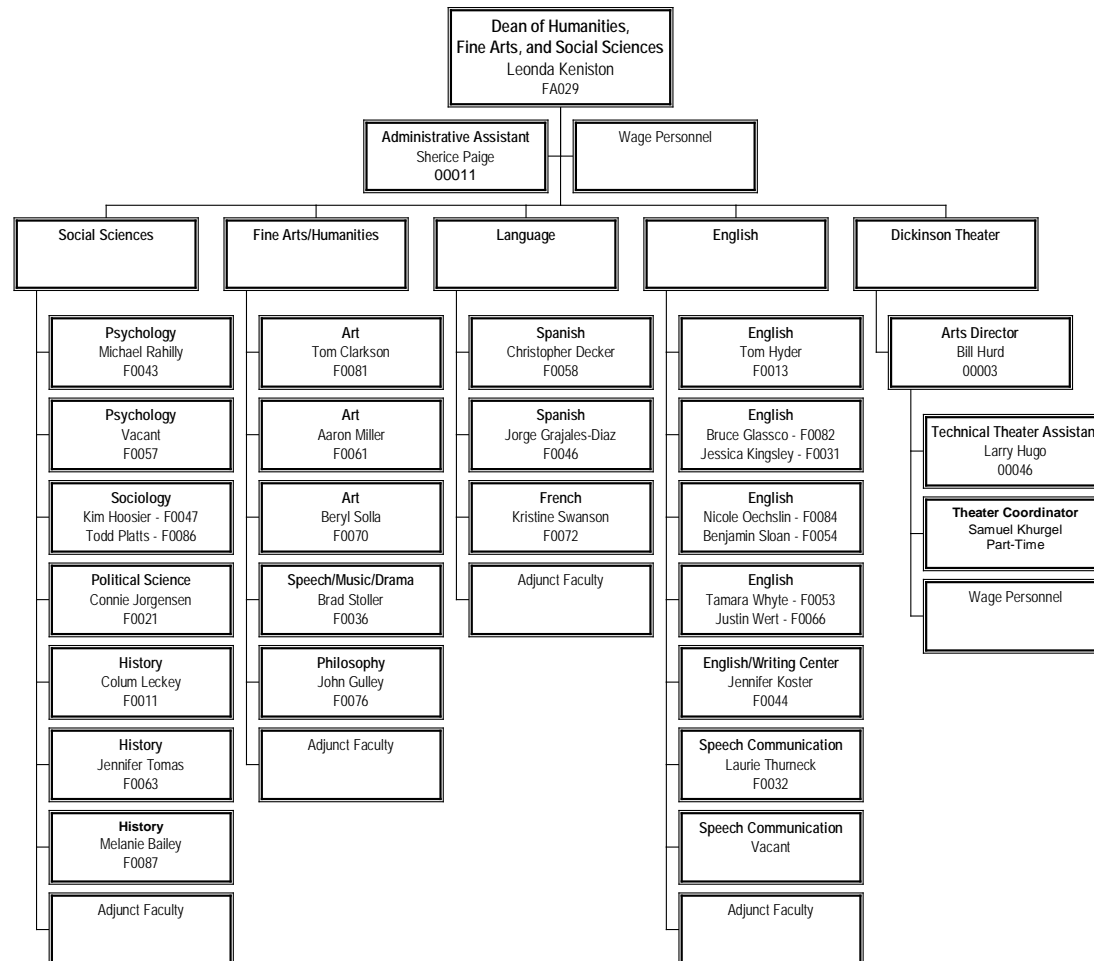 Dean of Humanities,
Fine Arts, and Social Sciences
Leonda Keniston
FA029
Administrative Assistant
Sherice Paige
00011
Wage Personnel
Social Sciences
Fine Arts/Humanities
Language
English
Dickinson Theater
Psychology
Michael Rahilly
F0043
Psychology
Vacant
F0057
Sociology
Kim Hoosier - F0047
Todd Platts - F0086
Political Science
Connie Jorgensen
F0021
History
Colum Leckey
F0011
History
Jennifer Tomas
F0063
History
Melanie Bailey
F0087
Adjunct Faculty
Art
Tom Clarkson
F0081
Art
Aaron Miller
F0061
Art
Beryl Solla
F0070
Speech/Music/Drama
Brad Stoller
F0036
Philosophy
John Gulley
F0076
Adjunct Faculty
Spanish
Christopher Decker
F0058
Spanish
Jorge Grajales-Diaz
F0046
French
Kristine Swanson
F0072
Adjunct Faculty
English
Tom Hyder
F0013
English
Bruce Glassco - F0082
Jessica Kingsley - F0031
English
Nicole Oechslin - F0084
Benjamin Sloan - F0054
English
Tamara Whyte - F0053
Justin Wert - F0066
English/Writing Center
Jennifer Koster
F0044
Speech Communication
Laurie Thurneck
F0032
Speech Communication
Vacant
Adjunct Faculty
Arts Director
Bill Hurd
00003
Technical Theater Assistan
Larry Hugo
00046
Theater Coordinator
Samuel Khurgel
Part-Time
Wage Personnel